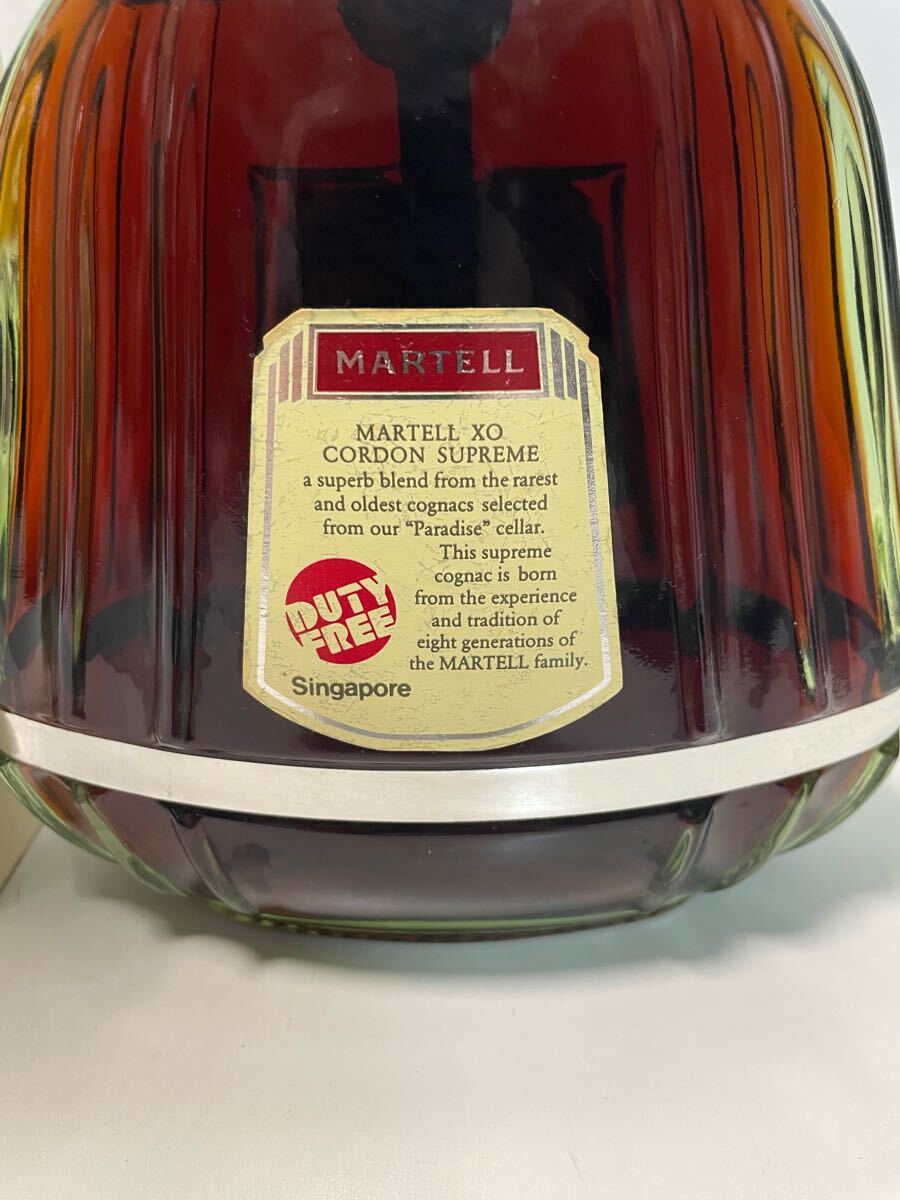 MARTELL
MARTELL XO
CORDON SUPREME
a superb blend from the rarest
and oldest cognacs selected
from our “Paradise” cellar.
This supreme
cognac is born
from the experience
and tradition of
eight generations of
the MARTELL family.
DUTY
FREE
Singapore